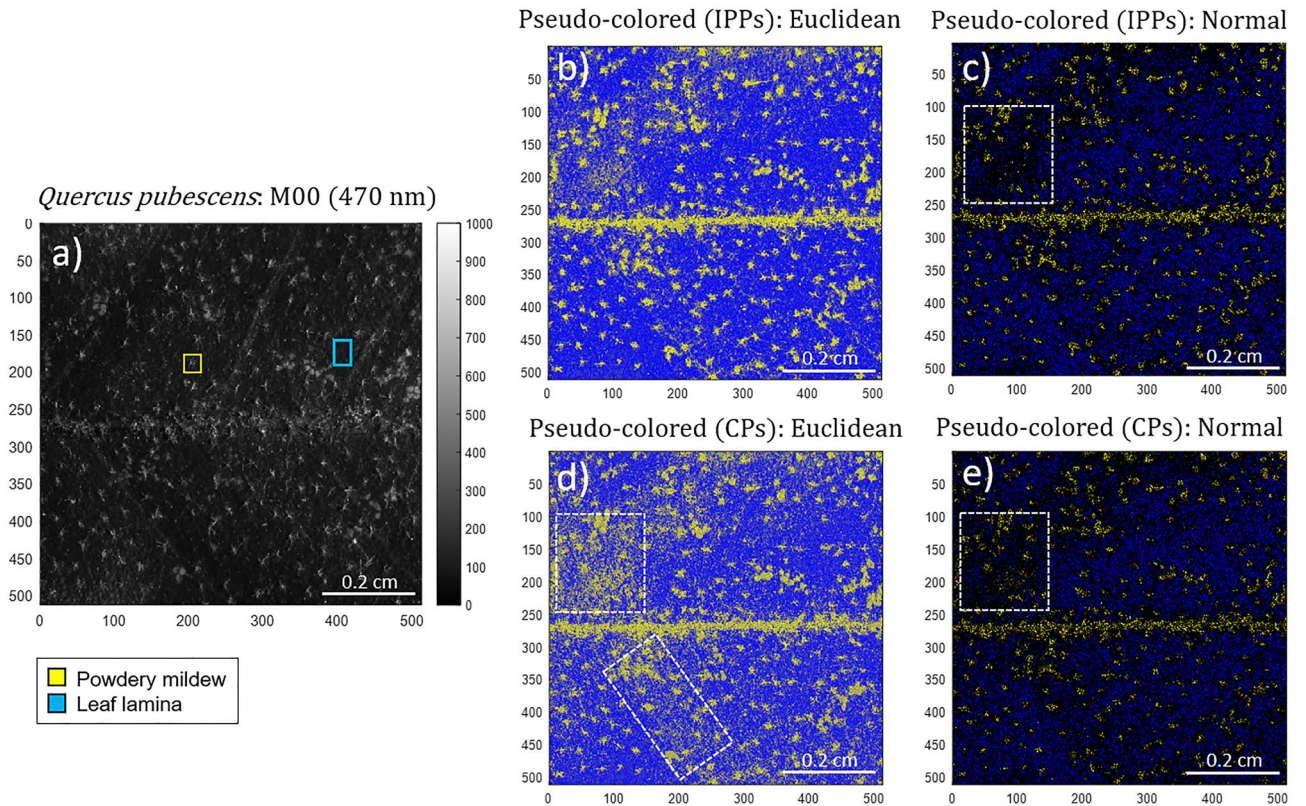 Pseudo-colored (IPPs): Euclidean
b)
50
100
150
200
250
300
350
400
450
500
0.2 cm
0 100 200 300 400 500
Pseudo-colored (IPPs): Normal
c)
0
50
100
150
200
250
300
350
400
450
500
0.2 cm
0 100 200 300 400 500
Quercus pubescens: M00 (470 nm)
a)
0
50
100
150
200
250
300
350
400
450
500
0.2 cm
0 100 200 300 400 500
1000
900
800
700
600
500
400
300
200
100
0
Powdery mildew
Leaf lamina
Pseudo-colored (CPs): Euclidean
d)
0
50
100
150
200
250
300
350
400
450
500
0.2 cm
0 100 200 300 400 500
Pseudo-colored (CPs): Normal
e)
0
50
100
150
200
250
300
350
400
450
500
0.2 cm
0 100 200 300 400 500